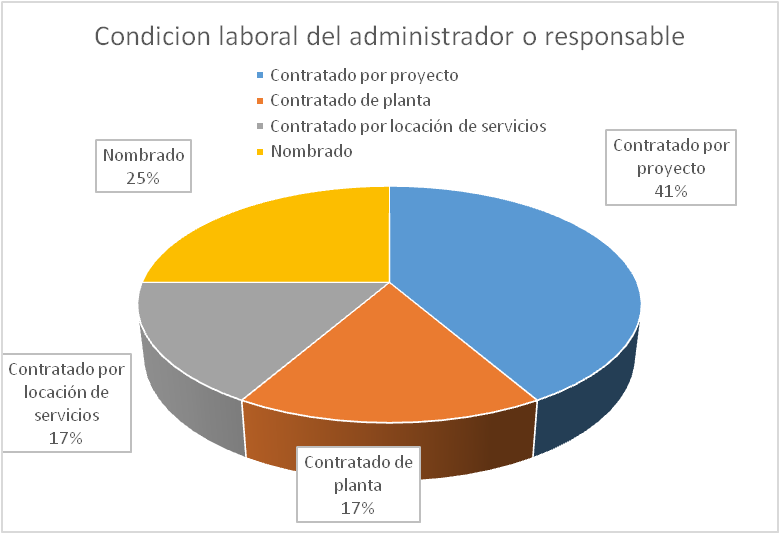 Condicion laboral del administrador o responsable
Contratado por proyecto
Contratado de planta
Contratado por locación de servicios
Nombrado
Nombrado
25%
Contratado por
proyecto
41%
Contratado por
locación de
servicios
17%
Contratado de
planta
17%